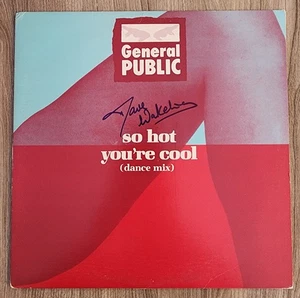 General
PUBLIC
Dave
Wakeling
so hot
you're cool
(dance mix)